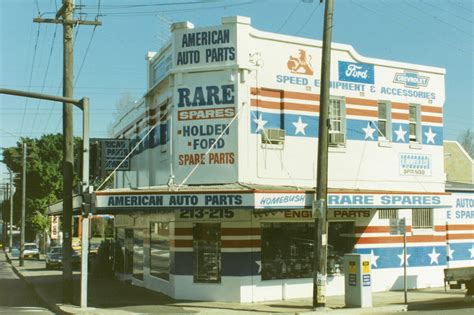 AMERICAN
AUTO PARTS
RARE
SPARES
HOLDEN
FORD
SPARE PARTS
Ford
CHEVROLET
SPEED EQUIPMENT &
& ACCESSORIES
AMERICAN AUTO PARTS
213-215
HOMEBUSH
ENGINE PARTS
RARE SPARES